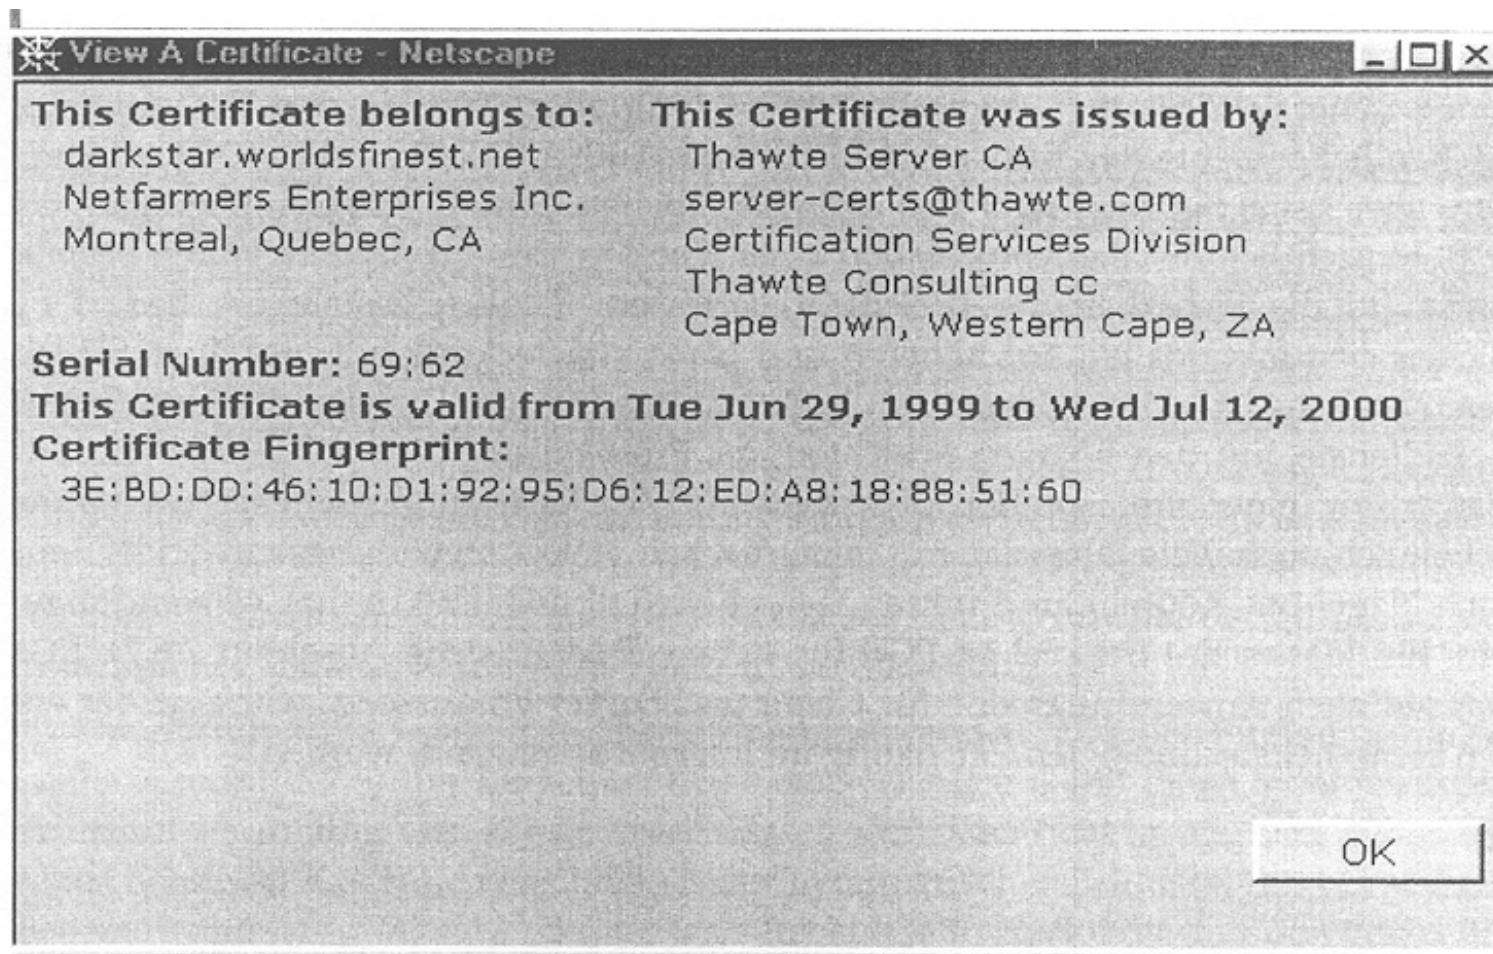 View A Certificate - Netscape
This Certificate belongs to:
darkstar.worldsfinest.net
Netfarmers Enterprises Inc.
Montreal, Quebec, CA
This Certificate was issued by:
Thawte Server CA
server-certs@thawte.com
Certification Services Division
Thawte Consulting cc
Cape Town, Western Cape, ZA
Serial Number: 69:62
This Certificate is valid from Tue Jun 29, 1999 to Wed Jul 12, 2000
Certificate Fingerprint:
3E:BD:DD:46:10:D1:92:95:D6:12:ED:A8:18:88:51:60
OK